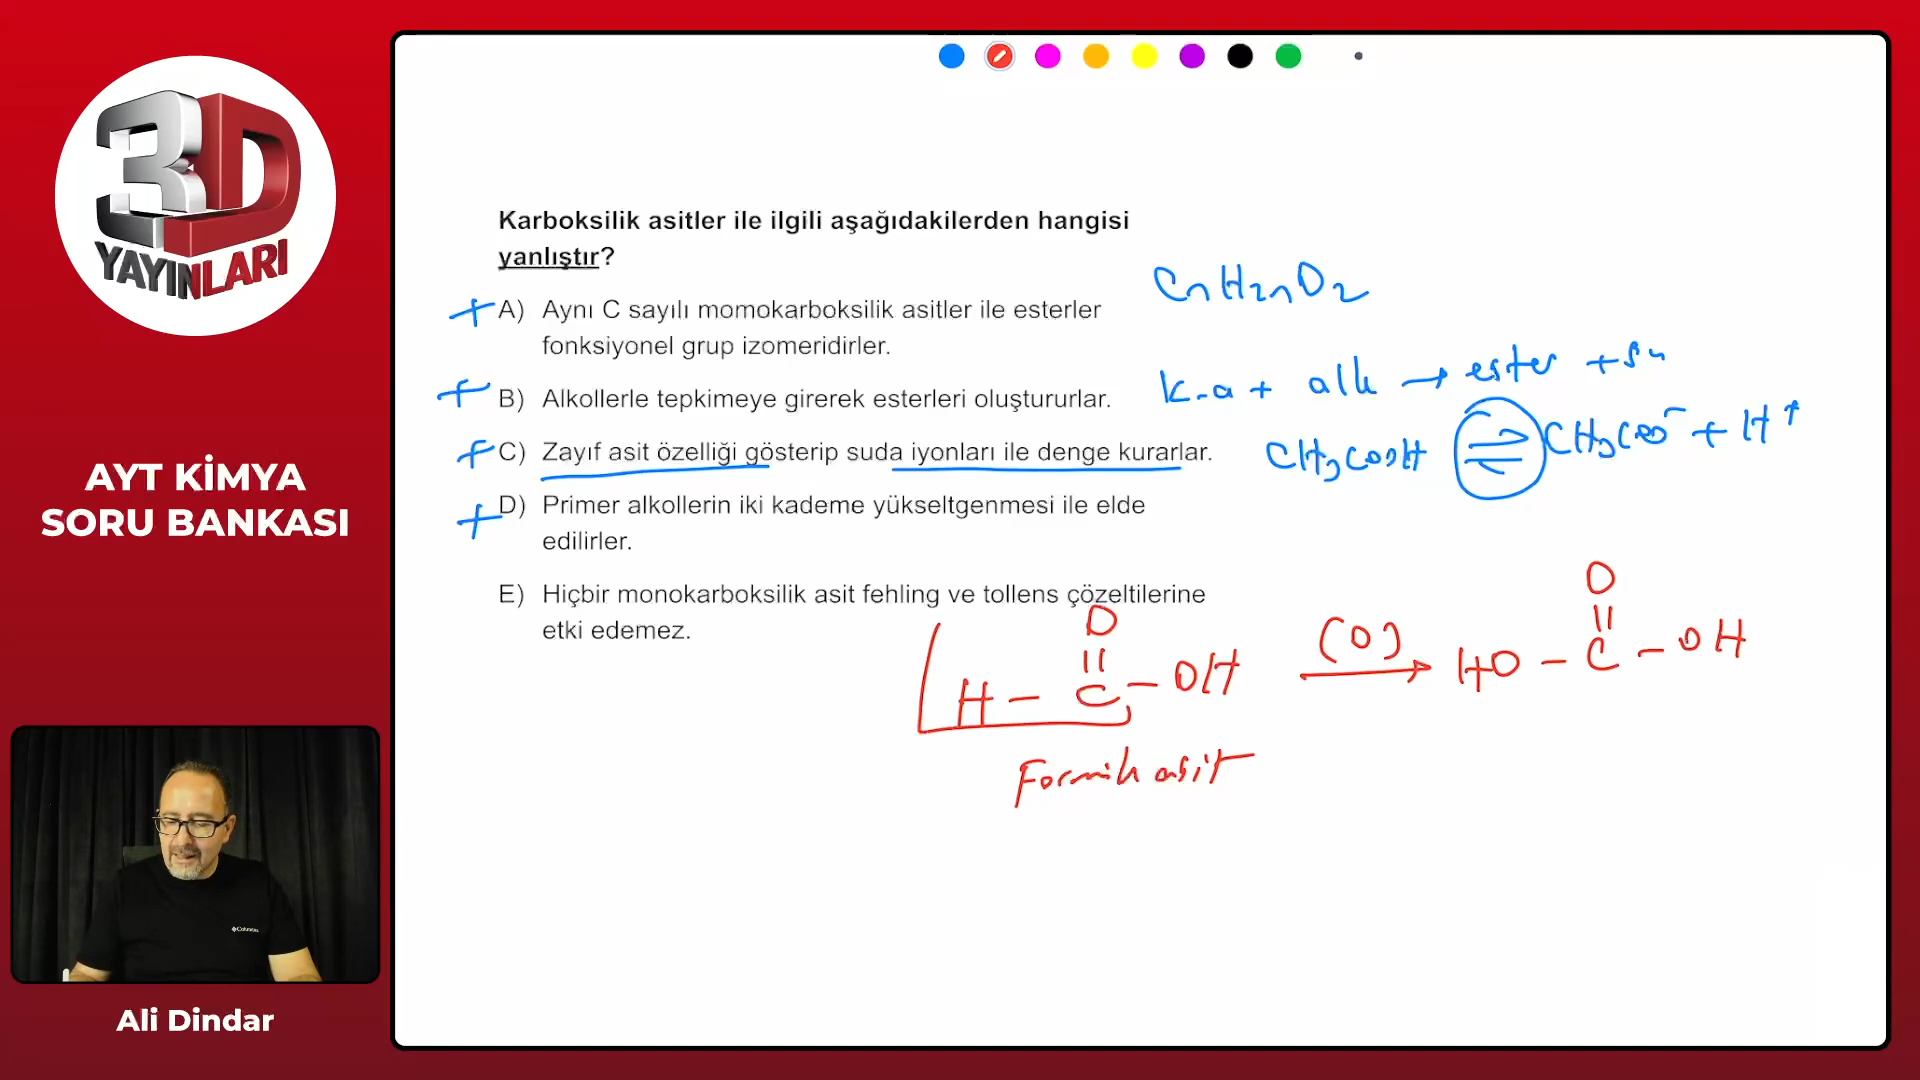 3D
YAYINLARI
AYT KİMYA
SORU BANKASI
Columbia
Ali Dindar
Karboksilik asitler ile ilgili aşağıdakilerden hangisi
yanlıştır?
+ A) Aynı C sayılı momokarboksilik asitler ile esterler
fonksiyonel grup izomeridirler.
+ B) Alkollerle tepkimeye girerek esterleri oluştururlar.
+ C) Zayıf asit özelliği gösterip suda iyonları ile denge kurarlar.
+ D) Primer alkollerin iki kademe yükseltgenmesi ile elde
edilirler.
E) Hiçbir monokarboksilik asit fehling ve tollens çözeltilerine
etki edemez.
CnH2nO2
k.a + alk → ester + su
CH3COOH ⇌ CH3COO⁻ + H⁺
O
||
H – C – OH
(O)
→
O
||
HO – C – OH
Formik asit